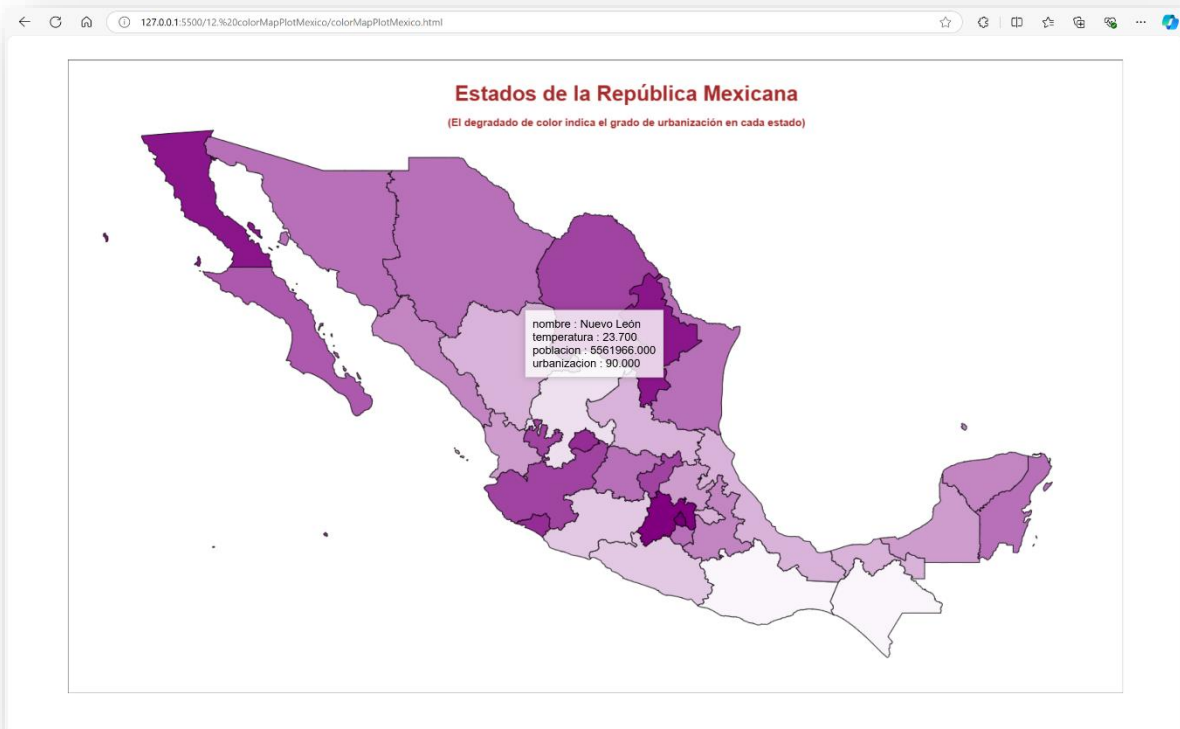 127.0.0.1:5500/12.%20colorMapPlotMexico/colorMapPlotMexico.html
Estados de la República Mexicana
(El degradado de color indica el grado de urbanización en cada estado)
nombre : Nuevo León
temperatura : 23.700
poblacion : 5561966.000
urbanizacion : 90.000